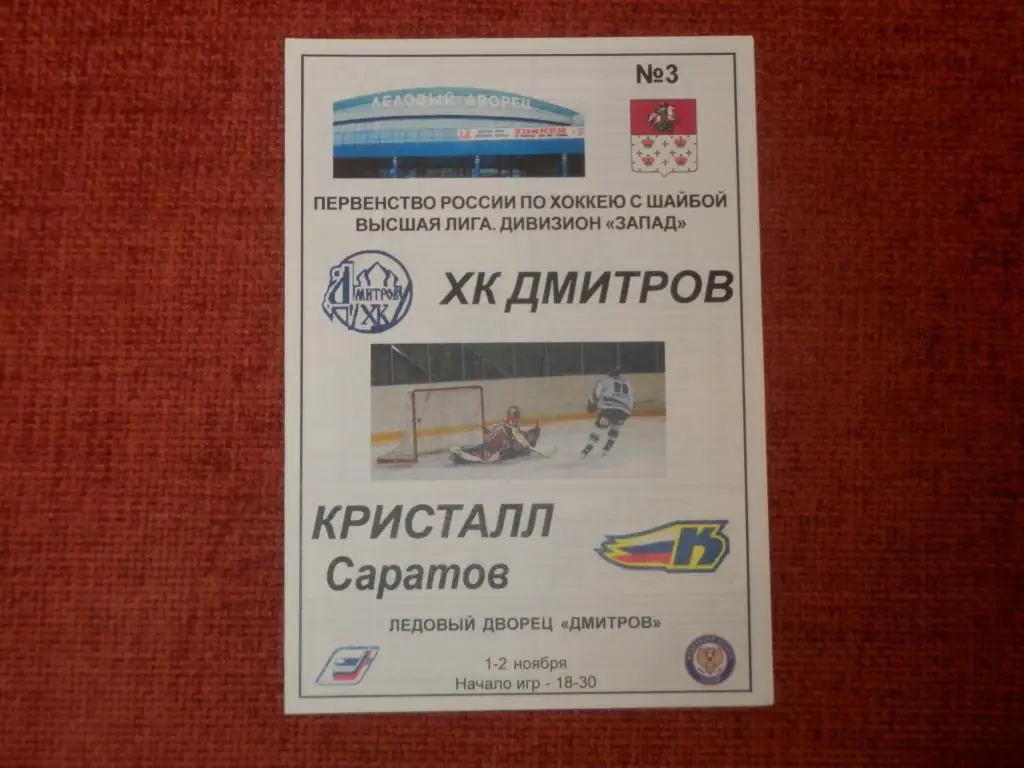 №3
ЛЕДОВЫЙ ДВОРЕЦ
ХОККЕЙ
ПЕРВЕНСТВО РОССИИ ПО ХОККЕЮ С ШАЙБОЙ
ВЫСШАЯ ЛИГА. ДИВИЗИОН «ЗАПАД»
ДМИТРОВ
ХК
ХК ДМИТРОВ
КРИСТАЛЛ
Саратов
К
ЛЕДОВЫЙ ДВОРЕЦ «ДМИТРОВ»
1-2 ноября
Начало игр - 18-30